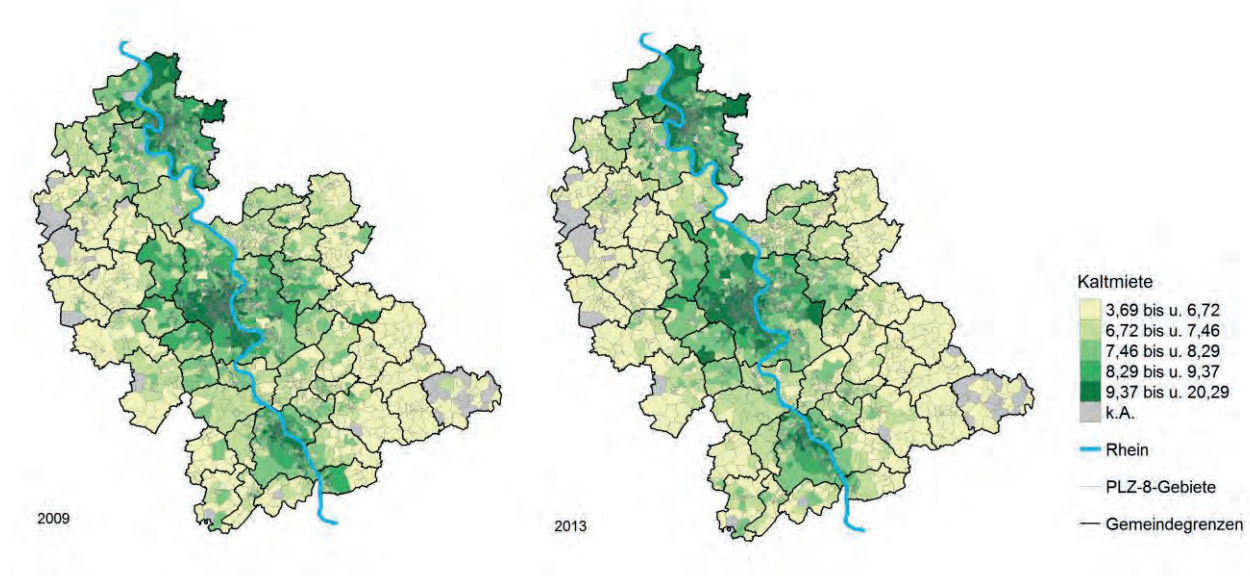 2009
2013
Kaltmiete
3,69 bis u. 6,72
6,72 bis u. 7,46
7,46 bis u. 8,29
8,29 bis u. 9,37
9,37 bis u. 20,29
k.A.
Rhein
PLZ-8-Gebiete
Gemeindegrenzen